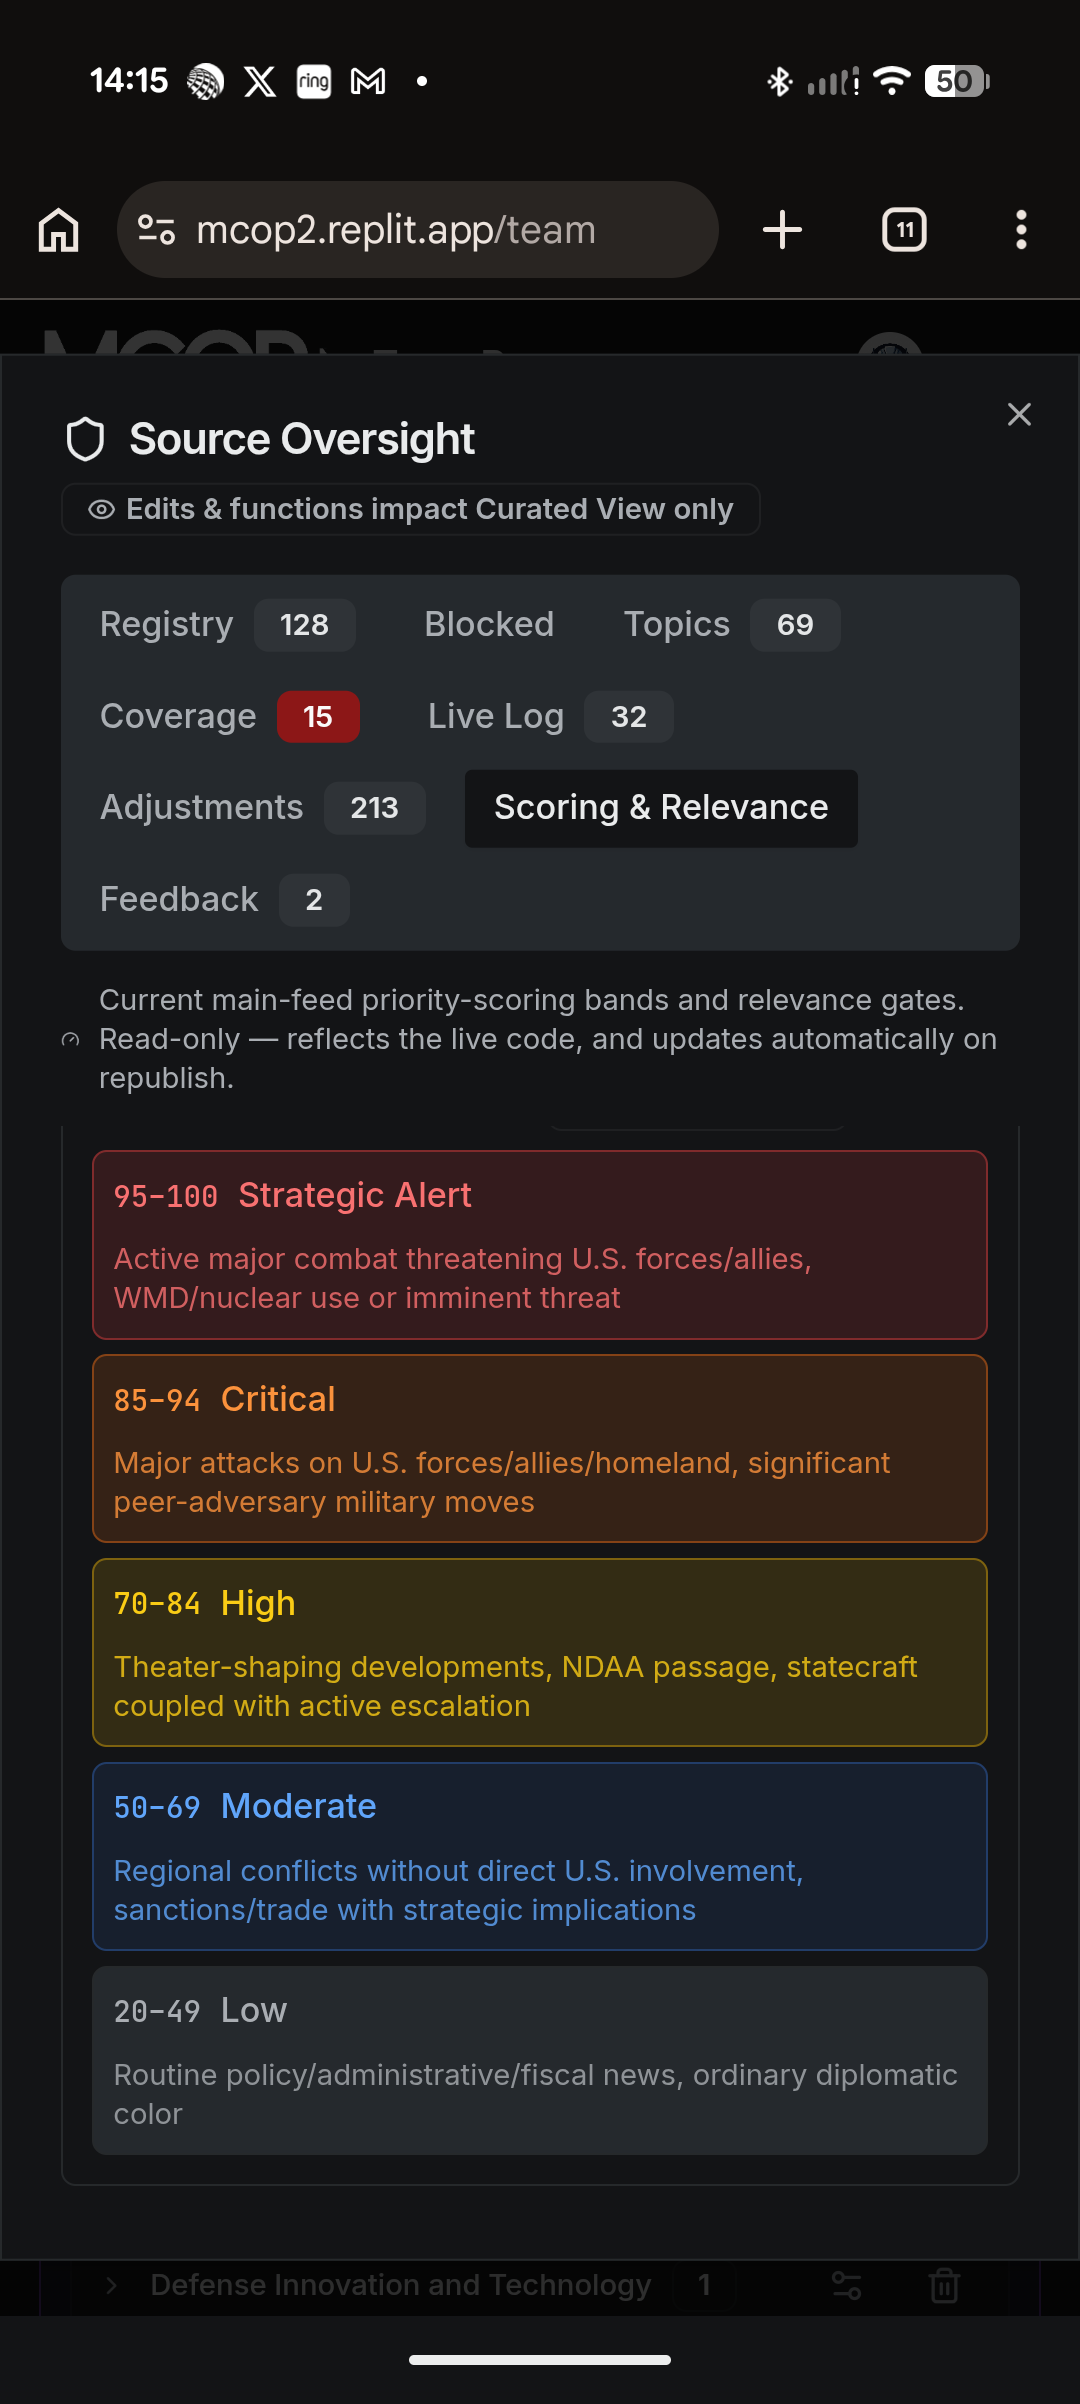 14:15 ring 50
mcop2.replit.app/team 11
Source Oversight
Edits & functions impact Curated View only
Registry 128 Blocked Topics 69
Coverage 15 Live Log 32
Adjustments 213 Scoring & Relevance
Feedback 2
Current main-feed priority-scoring bands and relevance gates.
Read-only — reflects the live code, and updates automatically on
republish.
95–100 Strategic Alert
Active major combat threatening U.S. forces/allies,
WMD/nuclear use or imminent threat
85–94 Critical
Major attacks on U.S. forces/allies/homeland, significant
peer-adversary military moves
70–84 High
Theater-shaping developments, NDAA passage, statecraft
coupled with active escalation
50–69 Moderate
Regional conflicts without direct U.S. involvement,
sanctions/trade with strategic implications
20–49 Low
Routine policy/administrative/fiscal news, ordinary diplomatic
color
Defense Innovation and Technology 1